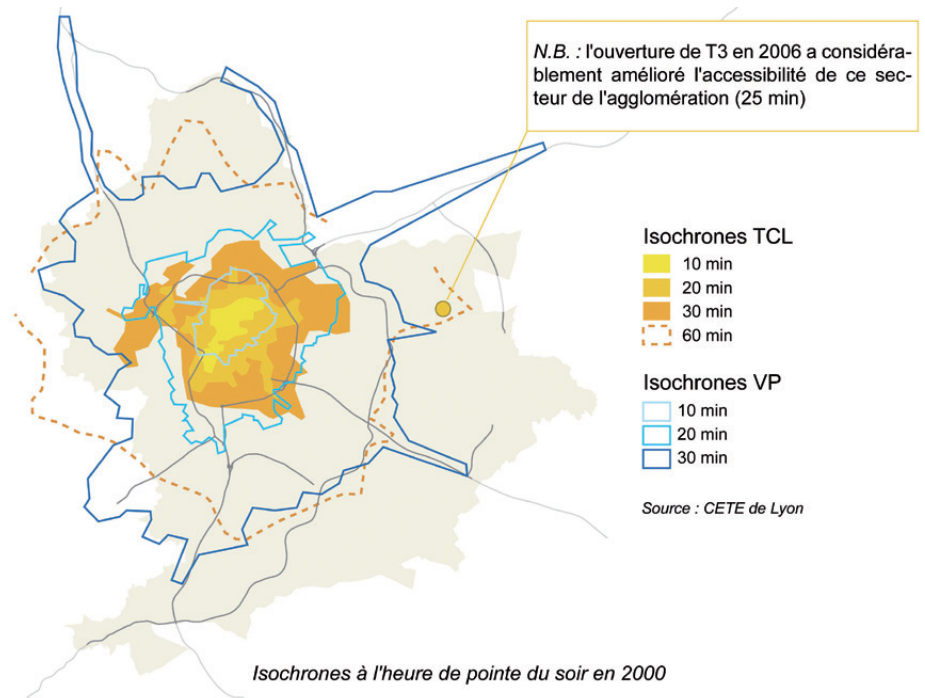 N.B. : l'ouverture de T3 en 2006 a considéra-
blement amélioré l'accessibilité de ce sec-
teur de l'agglomération (25 min)
Isochrones TCL
10 min
20 min
30 min
60 min
Isochrones VP
10 min
20 min
30 min
Source : CETE de Lyon
Isochrones à l'heure de pointe du soir en 2000